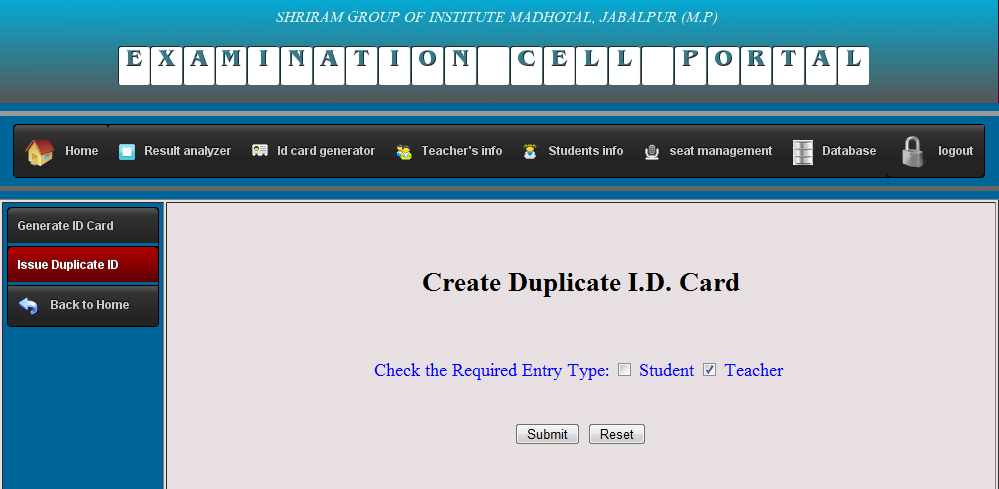 SHRIRAM GROUP OF INSTITUTE MADHOTAL, JABALPUR (M.P)
EXAMINATION CELL PORTAL
Home Result analyzer Id card generator Teacher's info Students info seat management Database logout
Generate ID Card
Issue Duplicate ID
Back to Home
Create Duplicate I.D. Card
Check the Required Entry Type: Student Teacher
Submit Reset